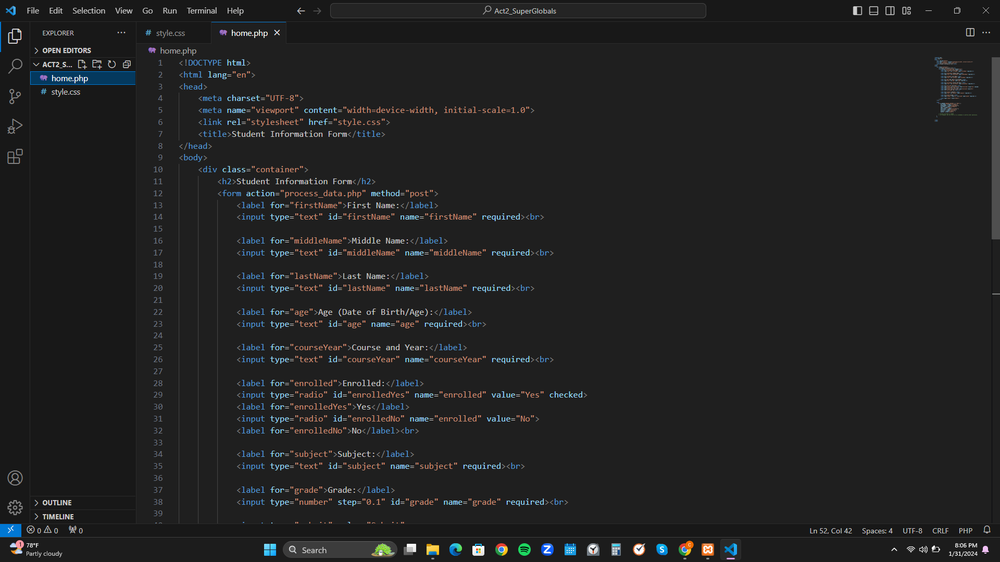 File Edit Selection View Go Run Terminal Help
Act2_SuperGlobals
EXPLORER
OPEN EDITORS
ACT2_S...
home.php
style.css
OUTLINE
TIMELINE
style.css
home.php
home.php
1 <!DOCTYPE html>
2 <html lang="en">
3 <head>
4 <meta charset="UTF-8">
5 <meta name="viewport" content="width=device-width, initial-scale=1.0">
6 <link rel="stylesheet" href="style.css">
7 <title>Student Information Form</title>
8 </head>
9 <body>
10 <div class="container">
11 <h2>Student Information Form</h2>
12 <form action="process_data.php" method="post">
13 <label for="firstName">First Name:</label>
14 <input type="text" id="firstName" name="firstName" required><br>
15
16 <label for="middleName">Middle Name:</label>
17 <input type="text" id="middleName" name="middleName" required><br>
18
19 <label for="lastName">Last Name:</label>
20 <input type="text" id="lastName" name="lastName" required><br>
21
22 <label for="age">Age (Date of Birth/Age):</label>
23 <input type="text" id="age" name="age" required><br>
24
25 <label for="courseYear">Course and Year:</label>
26 <input type="text" id="courseYear" name="courseYear" required><br>
27
28 <label for="enrolled">Enrolled:</label>
29 <input type="radio" id="enrolledYes" name="enrolled" value="Yes" checked>
30 <label for="enrolledYes">Yes</label>
31 <input type="radio" id="enrolledNo" name="enrolled" value="No">
32 <label for="enrolledNo">No</label><br>
33
34 <label for="subject">Subject:</label>
35 <input type="text" id="subject" name="subject" required><br>
36
37 <label for="grade">Grade:</label>
38 <input type="number" step="0.1" id="grade" name="grade" required><br>
39
0 0 0
Ln 52, Col 42 Spaces: 4 UTF-8 CRLF PHP
1
78°F
Partly cloudy
Search
8:06 PM
1/31/2024